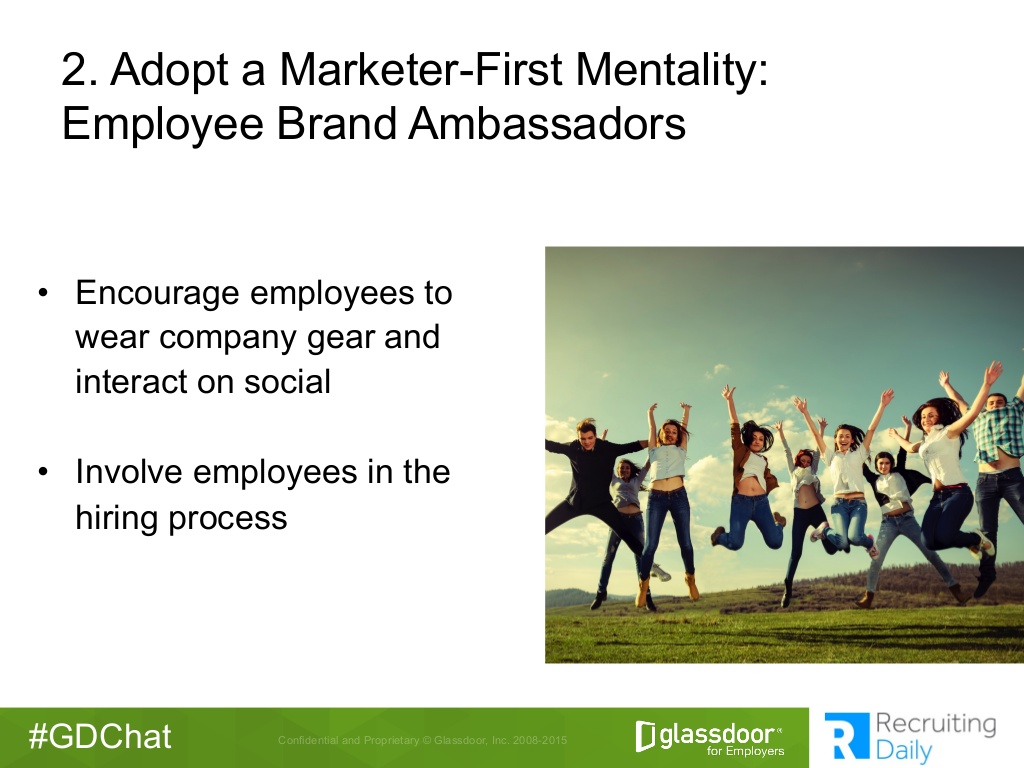 2. Adopt a Marketer-First Mentality:
Employee Brand Ambassadors
• Encourage employees to
wear company gear and
interact on social
• Involve employees in the
hiring process
#GDChat
Confidential and Proprietary © Glassdoor, Inc. 2008-2015
glassdoor®
for Employers
Recruiting
Daily